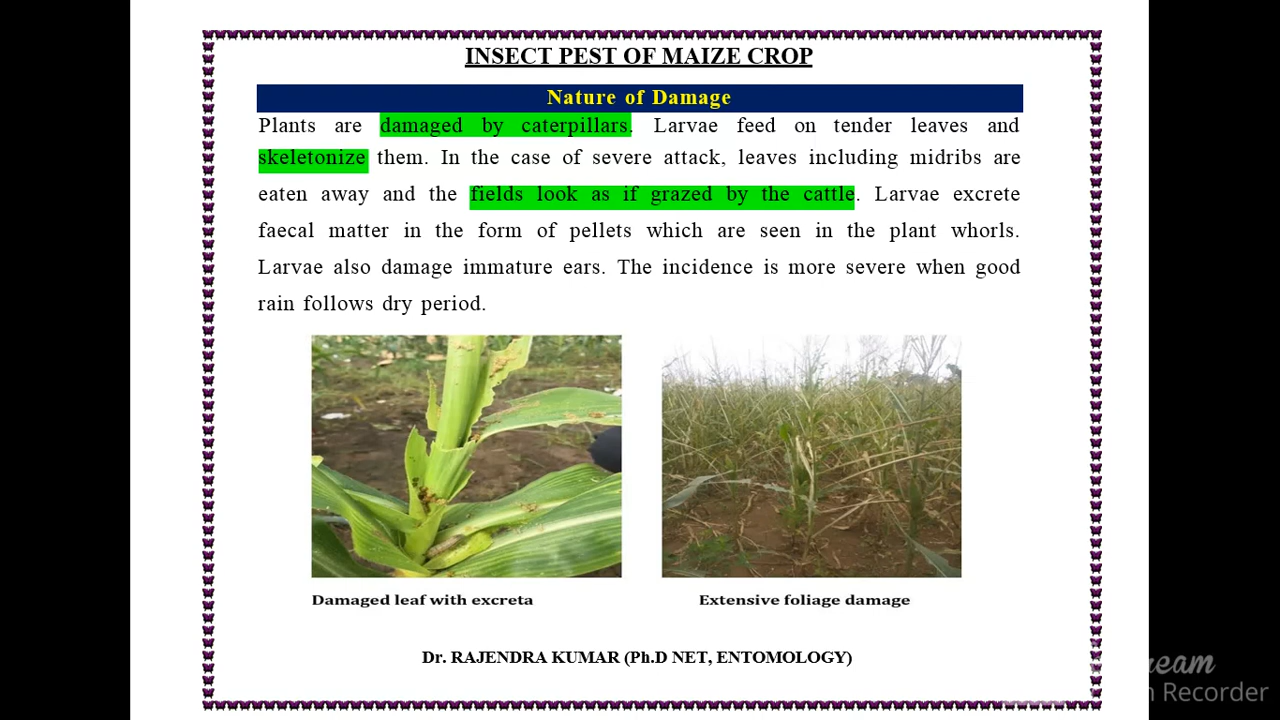 INSECT PEST OF MAIZE CROP
Nature of Damage
Plants are damaged by caterpillars. Larvae feed on tender leaves and
skeletonize them. In the case of severe attack, leaves including midribs are
eaten away and the fields look as if grazed by the cattle. Larvae excrete
faecal matter in the form of pellets which are seen in the plant whorls.
Larvae also damage immature ears. The incidence is more severe when good
rain follows dry period.
Damaged leaf with excreta
Extensive foliage damage
Dr. RAJENDRA KUMAR (Ph.D NET, ENTOMOLOGY)
Recorder